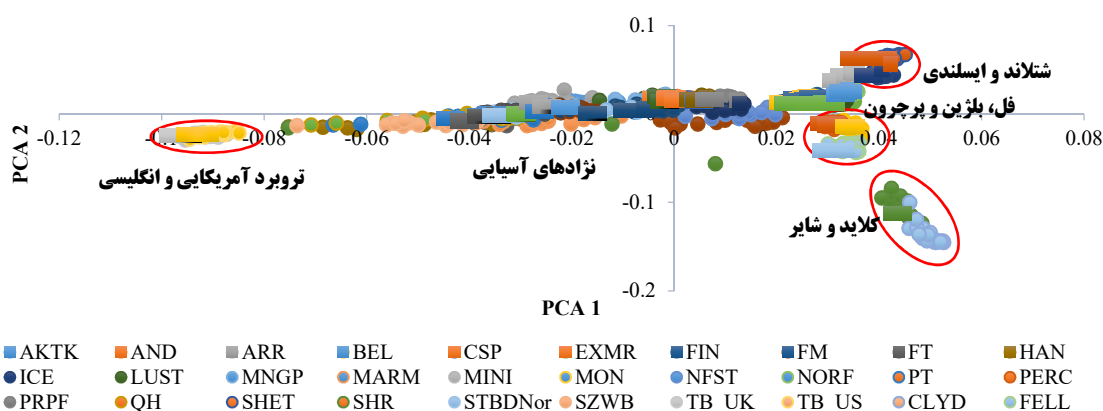 0.1
شتلاند و ایسلندی
فل، بلژین و پرچرون
-0.12 -0.1 -0.08 -0.06 -0.04 -0.02 0 0.02 0.04 0.06 0.08
PCA 2
تروبرد آمریکایی و انگلیسی
نژادهای آسیایی
-0.1
کلاید و شایر
-0.2
PCA 1
AKTK AND ARR BEL CSP EXMR FIN FM FT HAN
ICE LUST MNGP MARM MINI MON NFST NORF PT PERC
PRPF QH SHET SHR STBDNor SZWB TB_UK TB_US CLYD FELL